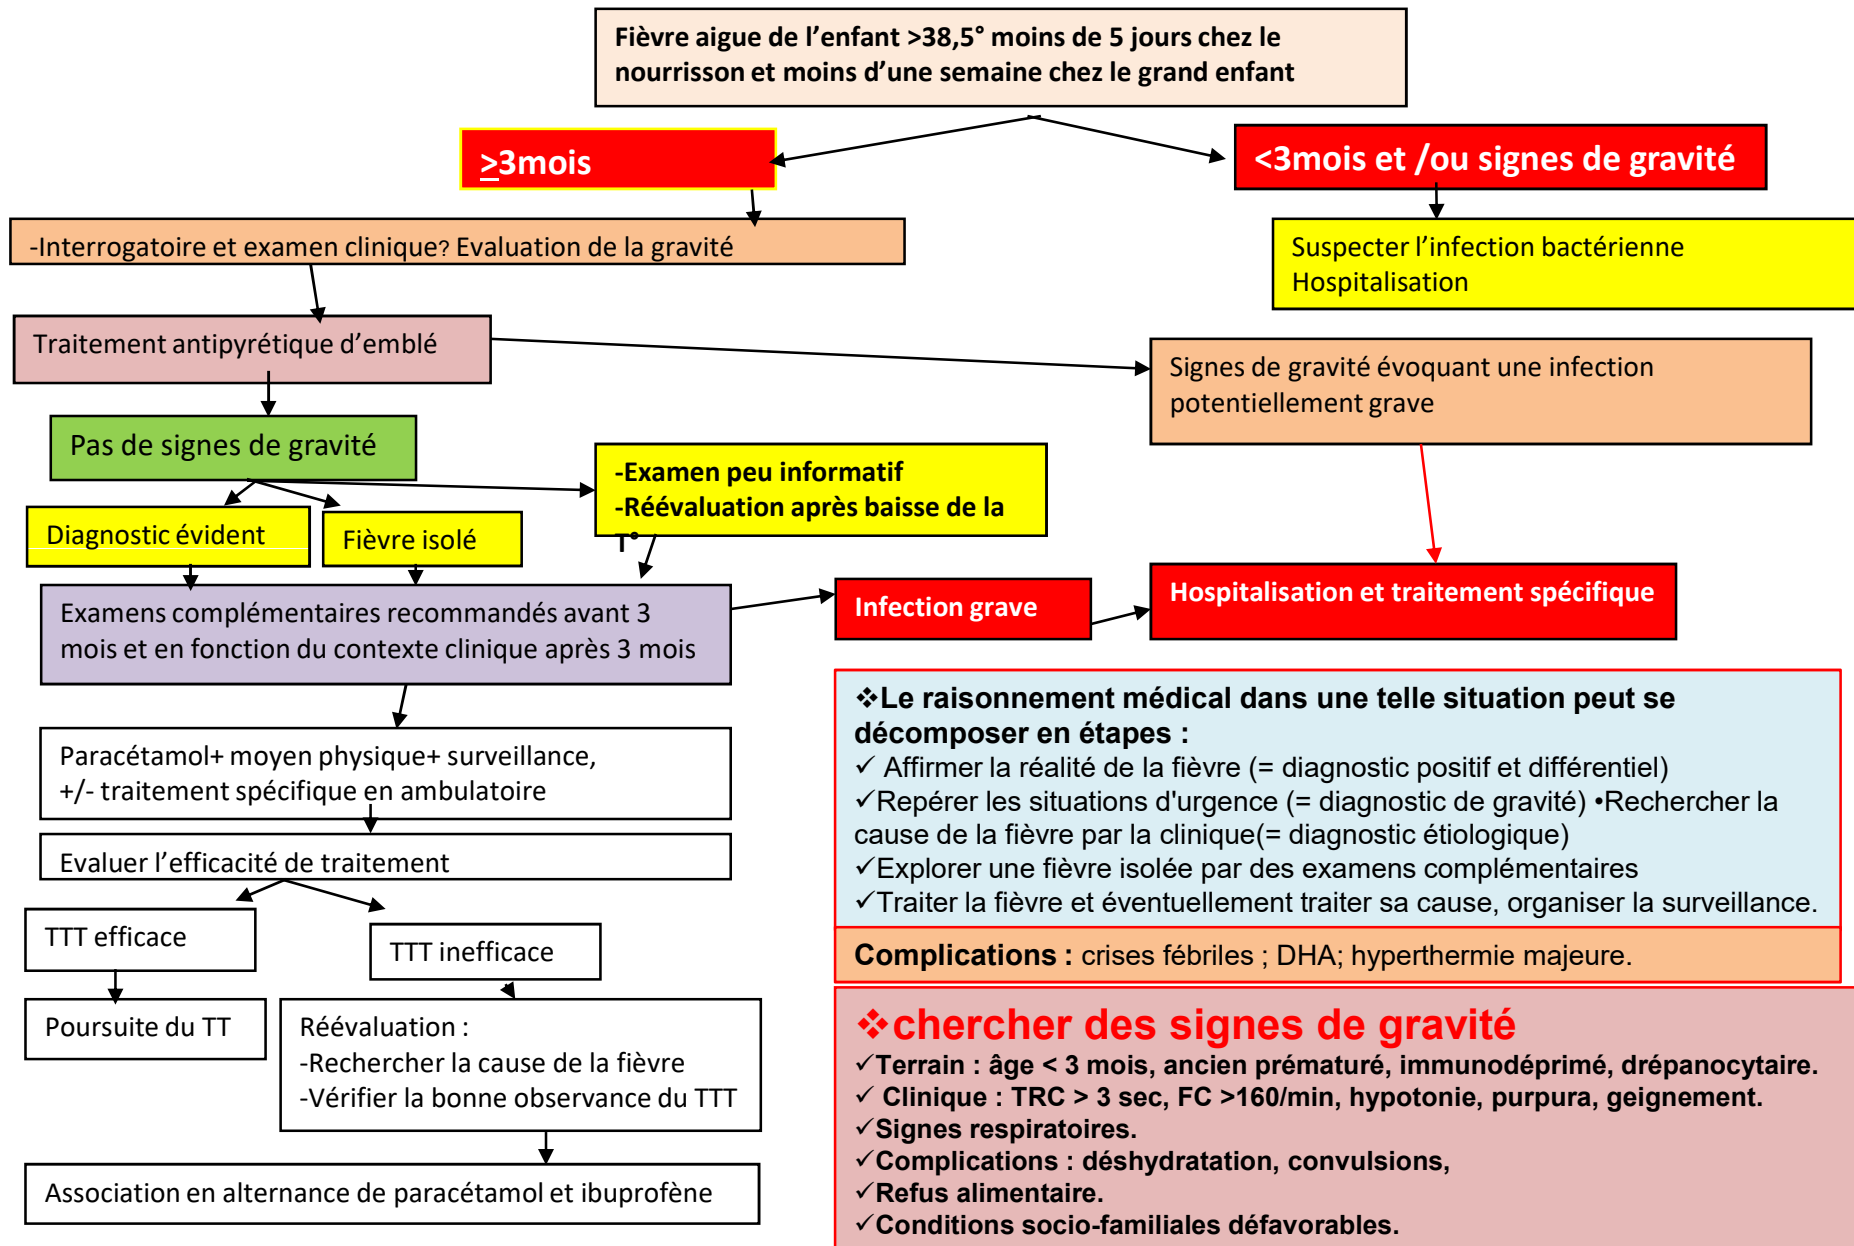 Fièvre aigue de l’enfant >38,5° moins de 5 jours chez le
nourrisson et moins d’une semaine chez le grand enfant
≥3mois
<3mois et /ou signes de gravité
-Interrogatoire et examen clinique? Evaluation de la gravité
Suspecter l’infection bactérienne
Hospitalisation
Traitement antipyrétique d’emblé
Signes de gravité évoquant une infection
potentiellement grave
Pas de signes de gravité
-Examen peu informatif
-Réévaluation après baisse de la
T°
Diagnostic évident
Fièvre isolé
Examens complémentaires recommandés avant 3
mois et en fonction du contexte clinique après 3 mois
Infection grave
Hospitalisation et traitement spécifique
Paracétamol+ moyen physique+ surveillance,
+/- traitement spécifique en ambulatoire
Evaluer l’efficacité de traitement
TTT efficace
TTT inefficace
Poursuite du TT
Réévaluation :
-Rechercher la cause de la fièvre
-Vérifier la bonne observance du TTT
Association en alternance de paracétamol et ibuprofène
❖Le raisonnement médical dans une telle situation peut se
décomposer en étapes :
✓ Affirmer la réalité de la fièvre (= diagnostic positif et différentiel)
✓Repérer les situations d'urgence (= diagnostic de gravité) •Rechercher la
cause de la fièvre par la clinique(= diagnostic étiologique)
✓Explorer une fièvre isolée par des examens complémentaires
✓Traiter la fièvre et éventuellement traiter sa cause, organiser la surveillance.
Complications : crises fébriles ; DHA; hyperthermie majeure.
❖chercher des signes de gravité
✓Terrain : âge < 3 mois, ancien prématuré, immunodéprimé, drépanocytaire.
✓ Clinique : TRC > 3 sec, FC >160/min, hypotonie, purpura, geignement.
✓Signes respiratoires.
✓Complications : déshydratation, convulsions,
✓Refus alimentaire.
✓Conditions socio-familiales défavorables.